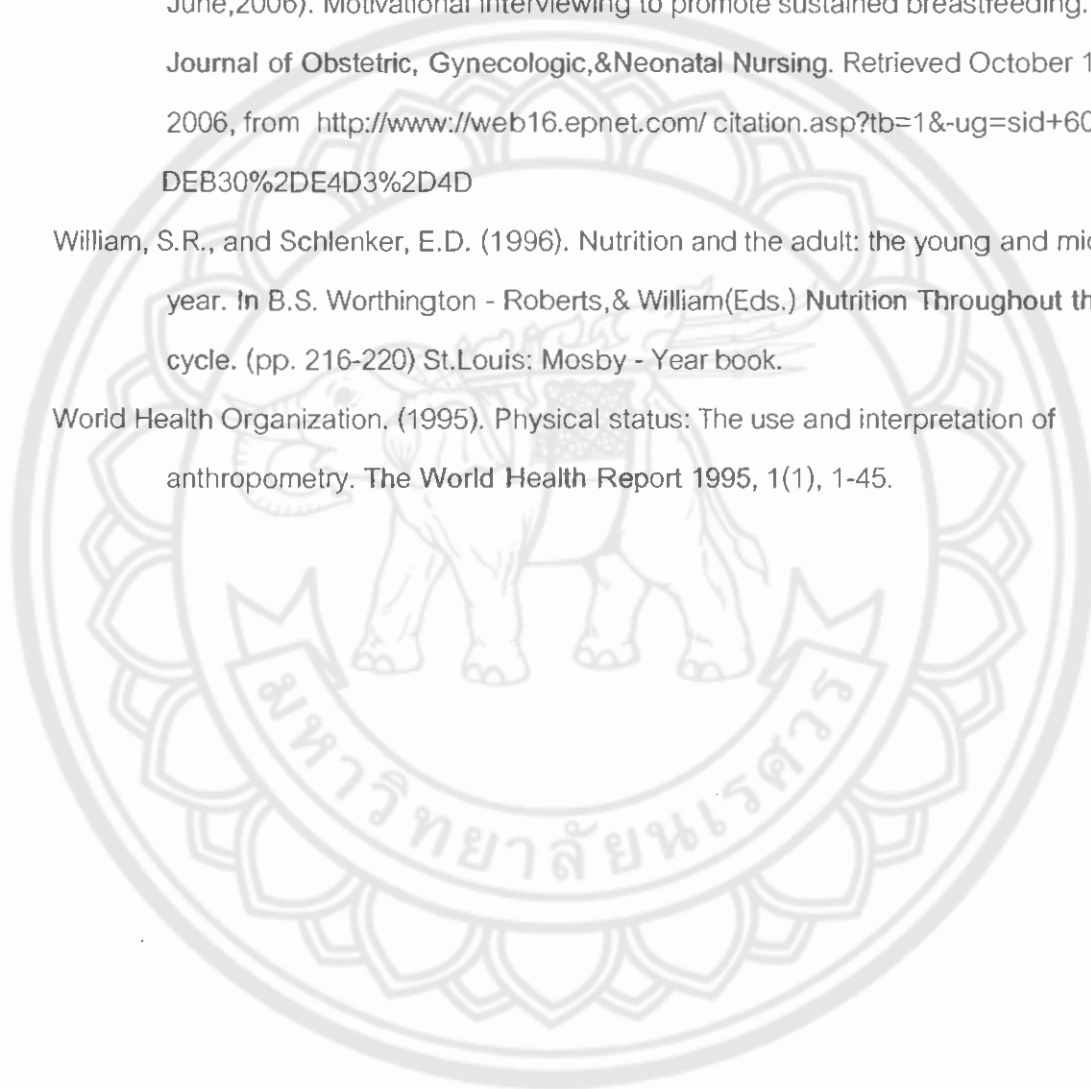 June,2006). Motivational interviewing to promote sustained breastfeeding.
Journal of Obstetric, Gynecologic,&Neonatal Nursing. Retrieved October 1
2006, from http://www://web16.epnet.com/ citation.asp?tb=1&-ug=sid+60
DEB30%2DE4D3%2D4D
William, S.R., and Schlenker, E.D. (1996). Nutrition and the adult: the young and
year. In B.S. Worthington - Roberts,& William(Eds.) Nutrition Throughout
cycle. (pp. 216-220) St.Louis: Mosby - Year book.
World Health Organization. (1995). Physical status: The use and interpretation of
anthropometry. The World Health Report 1995, 1(1), 1-45.
มหาวิทยาลัยนเรศวร